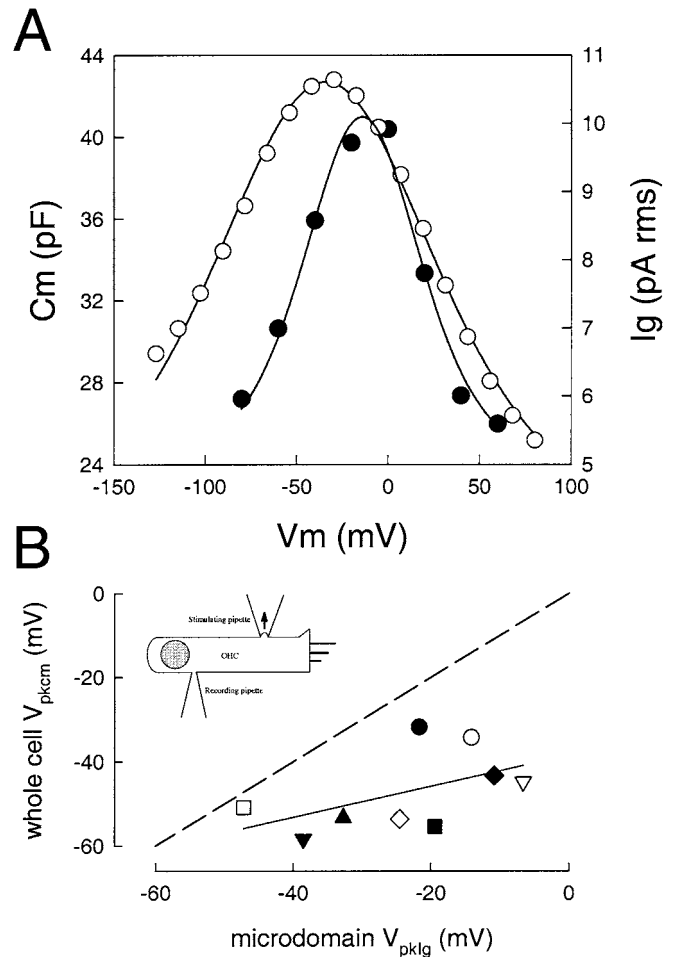 A
44
40
36
32
28
24
Cm (pF)
11
10
9
8
7
6
5
Ig (pA rms)
-150
-100
-50
0
50
100
Vm (mV)
B
0
-20
-40
-60
whole cell Vpkcm (mV)
Stimulating pipette
OHC
Recording pipette
-60
-40
-20
0
microdomain VpkIg (mV)